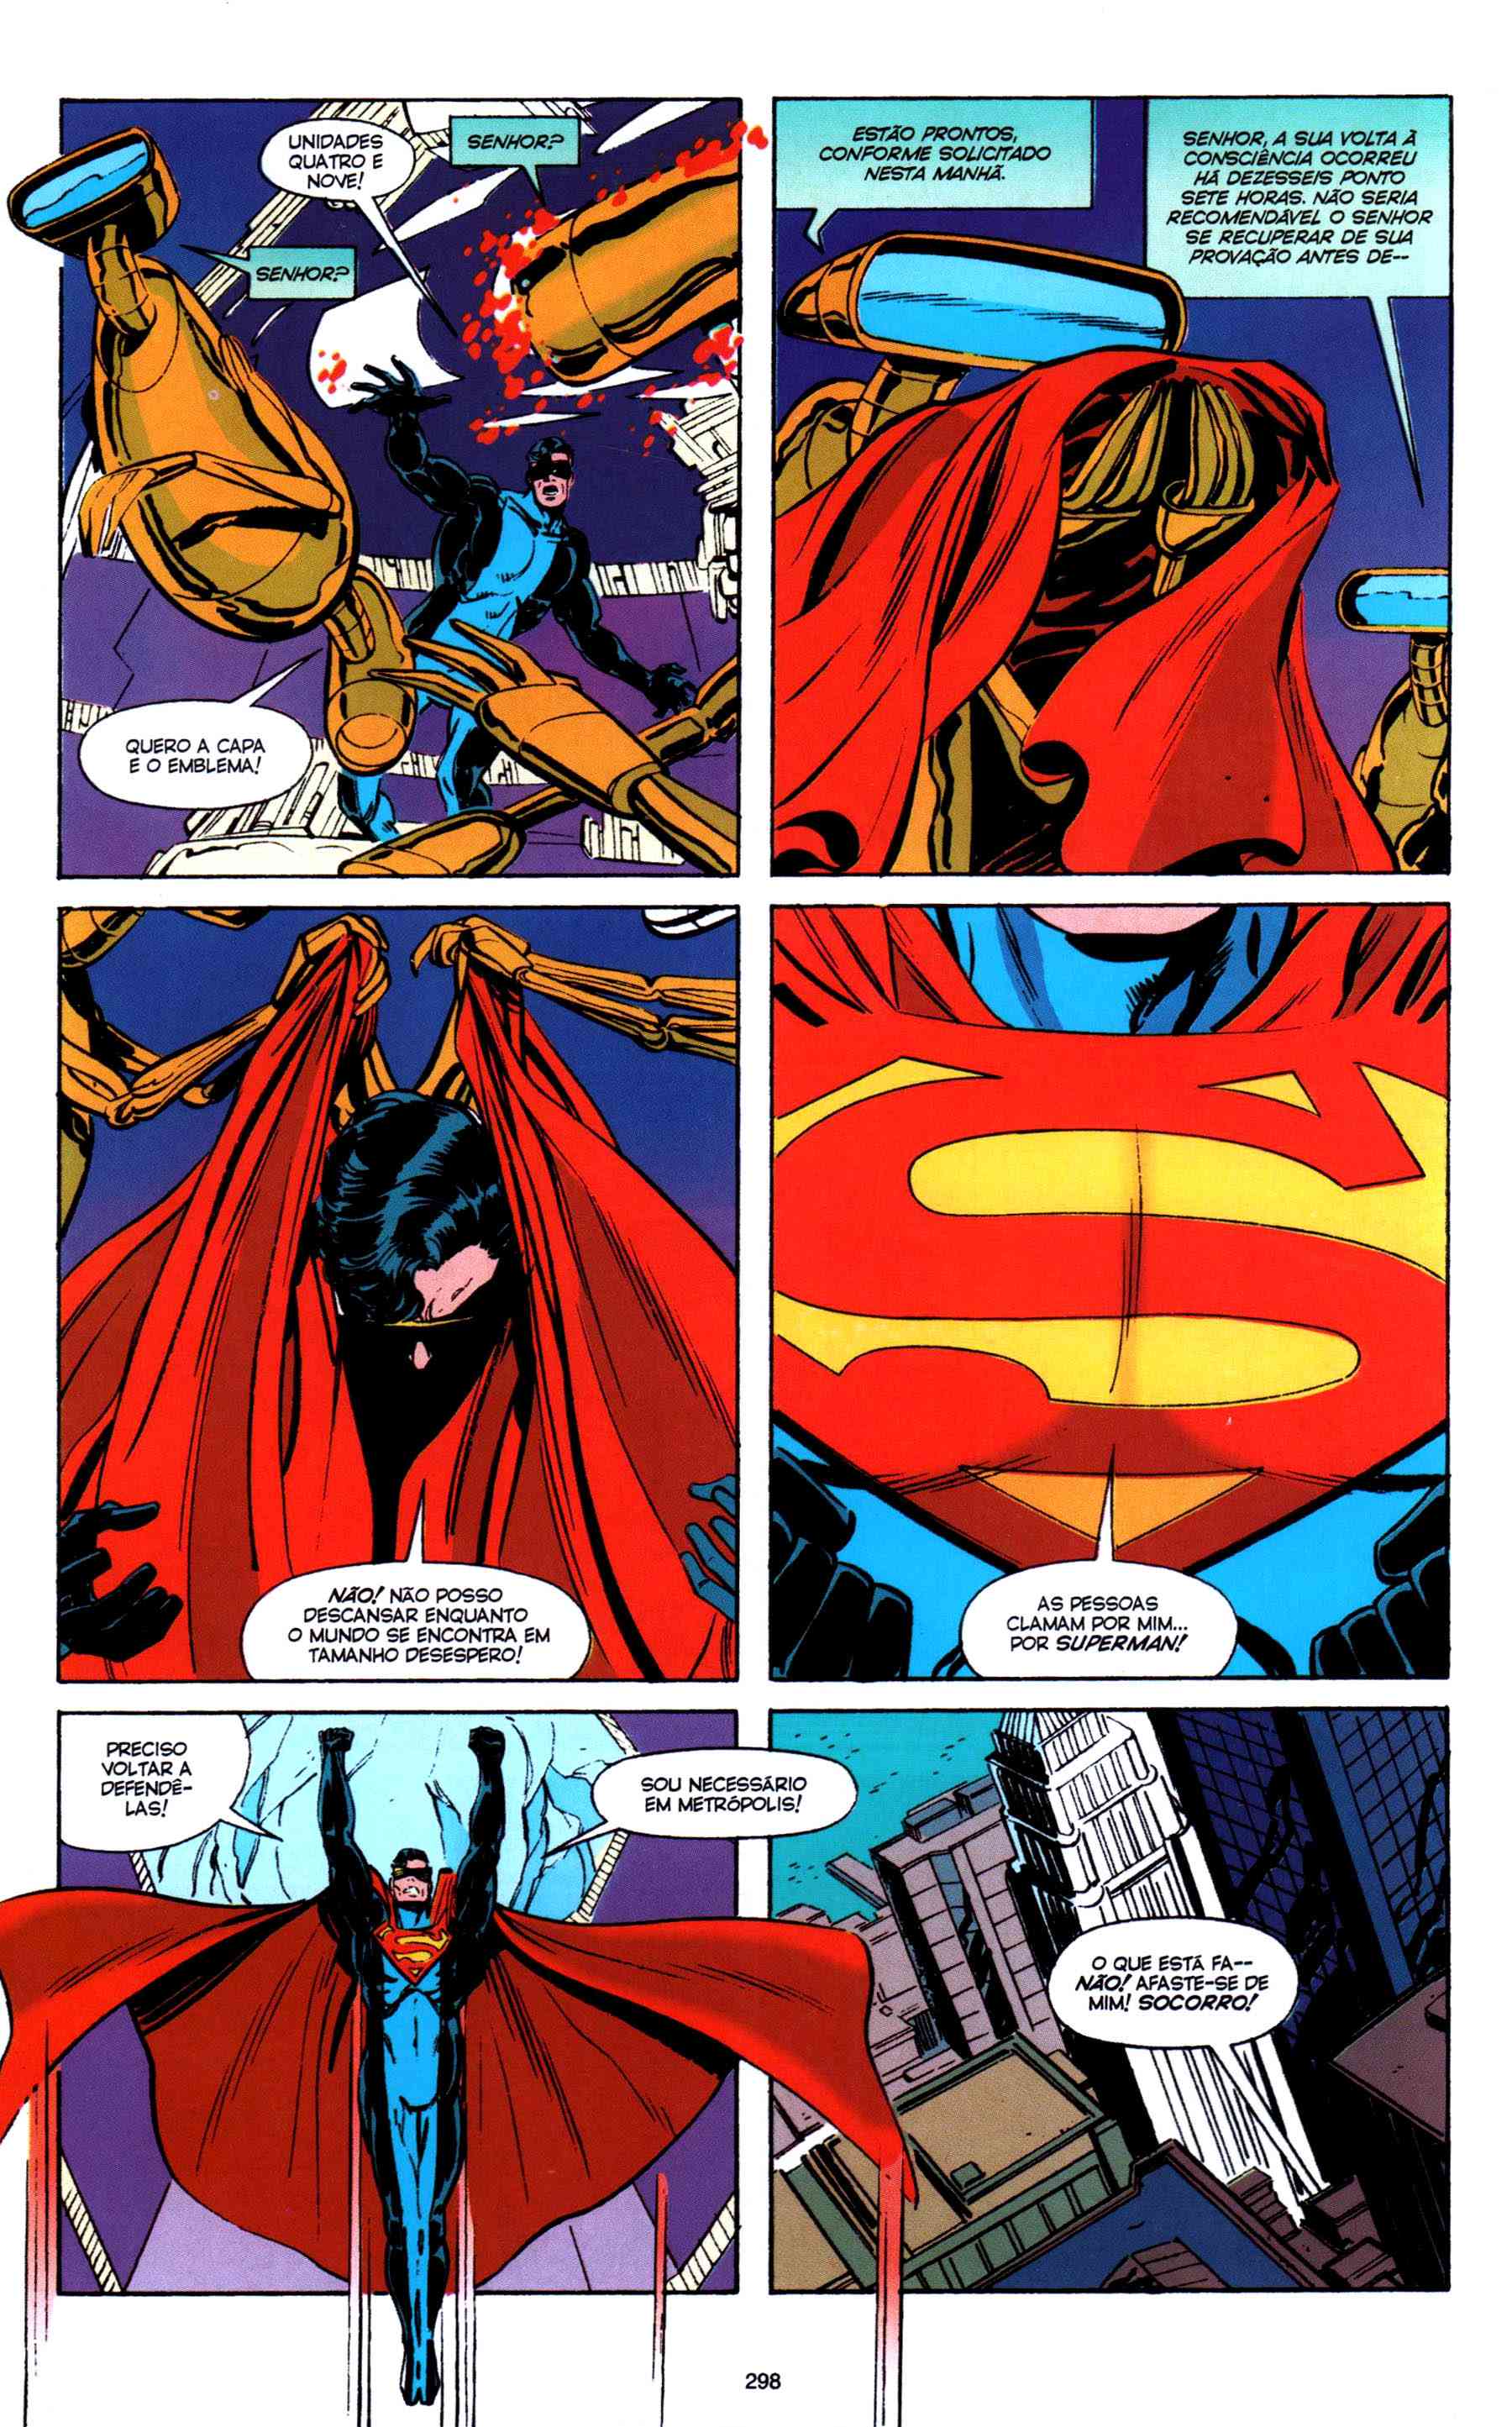 UNIDADES
QUATRO E
NOVE!
SENHOR?
SENHOR?
QUERO A CAPA
E O EMBLEMA!
ESTÃO PRONTOS,
CONFORME SOLICITADO
NESTA MANHÃ.
SENHOR, A SUA VOLTA À
CONSCIÊNCIA OCORREU
HÁ DEZESSEIS PONTO
SETE HORAS. NÃO SERIA
RECOMENDÁVEL O SENHOR
SE RECUPERAR DE SUA
PROVAÇÃO ANTES DE--
NÃO! NÃO POSSO
DESCANSAR ENQUANTO
O MUNDO SE ENCONTRA EM
TAMANHO DESESPERO!
S
AS PESSOAS
CLAMAM POR MIM...
POR SUPERMAN!
PRECISO
VOLTAR A
DEFENDÊ-
LAS!
SOU NECESSÁRIO
EM METRÓPOLIS!
S
O QUE ESTÁ FA--
NÃO! AFASTE-SE DE
MIM! SOCORRO!
298